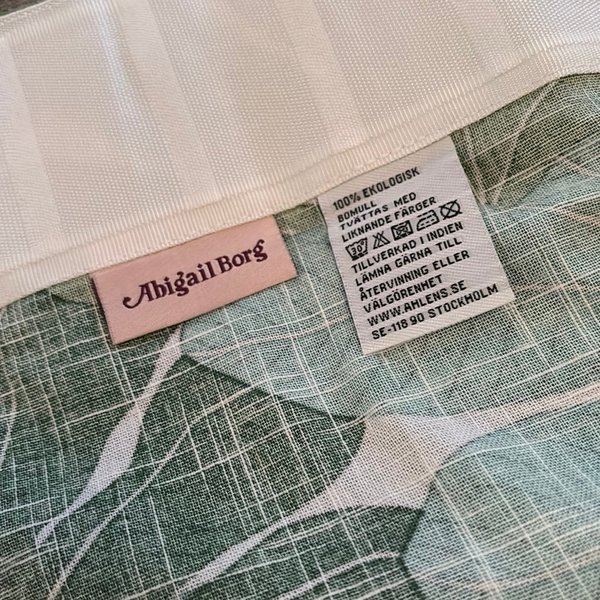 Abigail Borg
100% EKOLOGISK
BOMULL
TVÄTTAS MED
LIKNANDE FÄRGER
30°
TILLVERKAD I INDIEN
LÄMNA GÄRNA TILL
ÅTERVINNING ELLER
VÄLGÖRENHET
WWW.AHLENS.SE
SE-118 90 STOCKHOLM